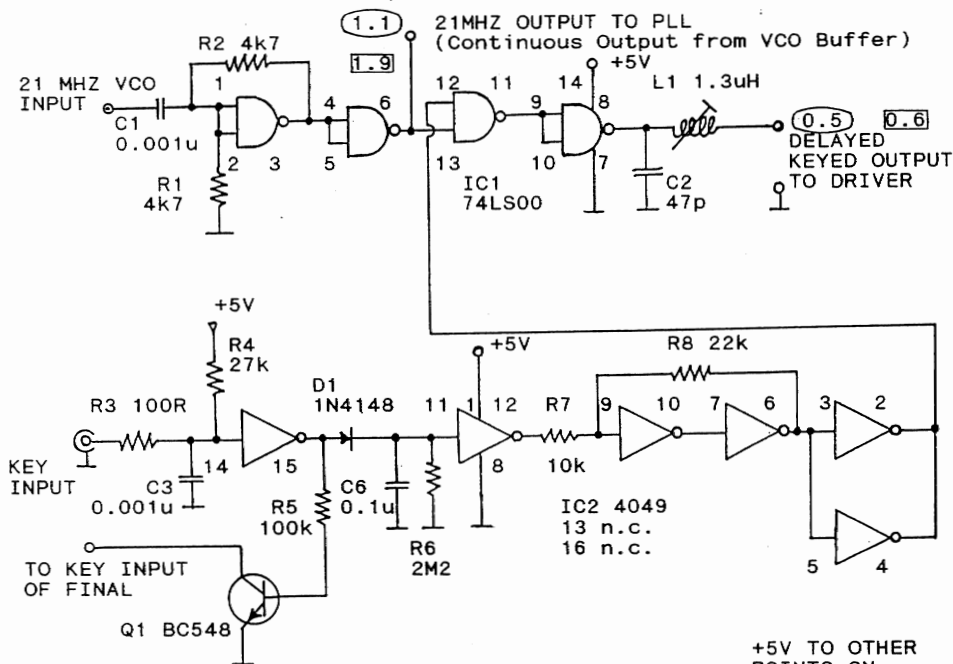 1.1
21MHZ OUTPUT TO PLL
(Continuous Output from VCO Buffer)
R2 4k7
1.9
+5V
L1 1.3uH
21 MHZ VCO
INPUT
1
4
6
12
11
9
14
8
0.5
0.6
C1
0.001u
2
3
5
13
10
7
DELAYED
KEYED OUTPUT
TO DRIVER
R1
4k7
IC1
74LS00
C2
47p
+5V
R4
27k
+5V
R8 22k
D1
1N4148
R3 100R
11
1
12
R7
9
10
7
6
3
2
KEY
INPUT
14
15
8
10k
C3
0.001u
R5
100k
C6
0.1u
IC2 4049
13 n.c.
16 n.c.
R6
2M2
5
4
TO KEY INPUT
OF FINAL
Q1 BC548
+5V TO OTHER
POINTS ON